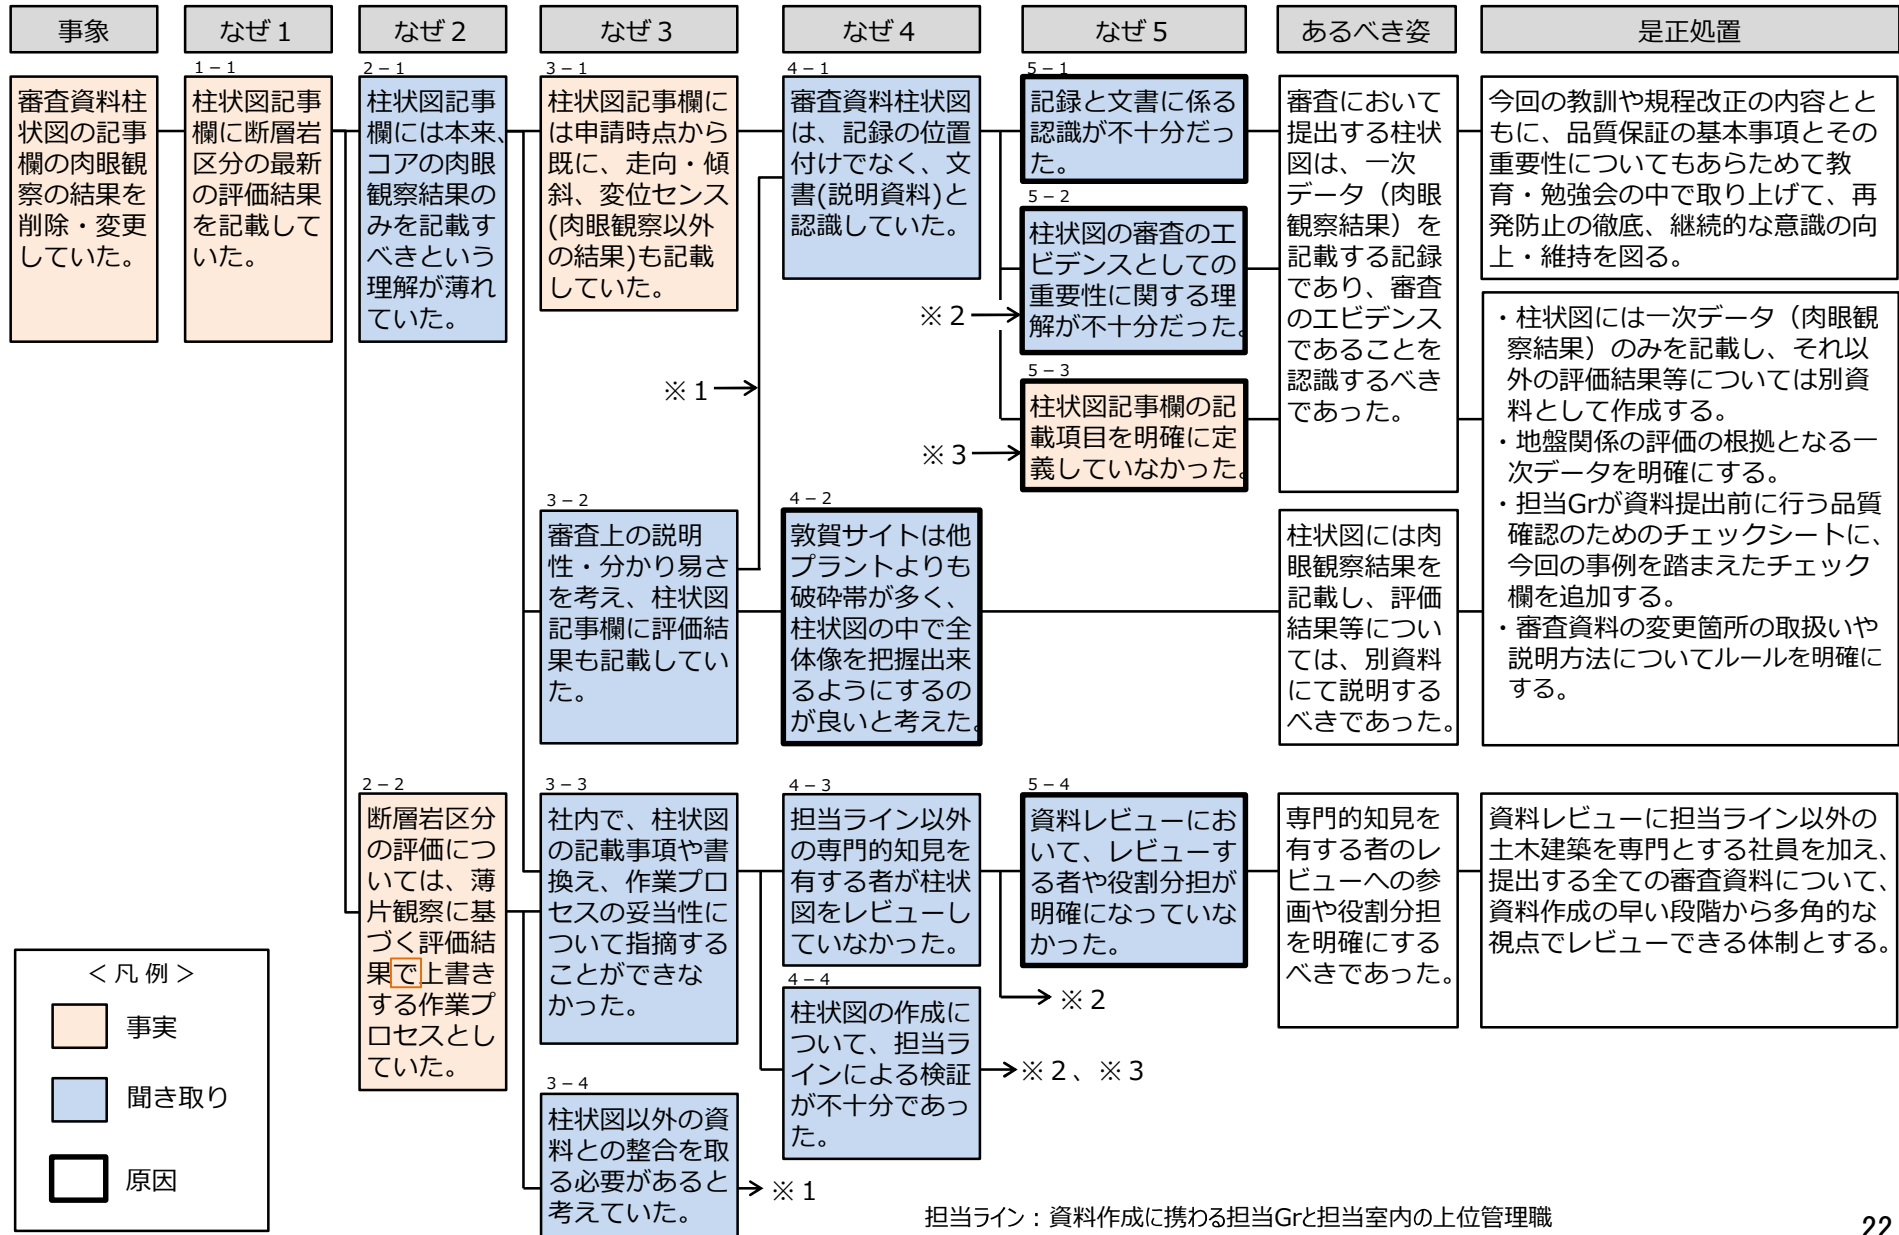 事象
なぜ１
なぜ２
なぜ３
なぜ４
なぜ５
あるべき姿
是正処置
審査資料柱
状図の記事
欄の肉眼観
察の結果を
削除・変更
していた。
１－１
柱状図記事
欄に断層岩
区分の最新
の評価結果
を記載して
いた。
２－１
柱状図記事
欄には本来、
コアの肉眼
観察結果の
みを記載す
べきという
理解が薄れ
ていた。
３－１
柱状図記事欄に
は申請時点から
既に、走向・傾
斜、変位センス
(肉眼観察以外
の結果)も記載
していた。
４－１
審査資料柱状図
は、記録の位置
付けでなく、文
書(説明資料)と
認識していた。
５－１
記録と文書に係る
認識が不十分だっ
た。
５－２
柱状図の審査のエ
ビデンスとしての
重要性に関する理
解が不十分だった。
５－３
柱状図記事欄の記
載項目を明確に定
義していなかった。
※１
※２
※３
審査において
提出する柱状
図は、一次
データ（肉眼
観察結果）を
記載する記録
であり、審査
のエビデンス
であることを
認識するべき
であった。
今回の教訓や規程改正の内容とと
もに、品質保証の基本事項とその
重要性についてもあらためて教
育・勉強会の中で取り上げて、再
発防止の徹底、継続的な意識の向
上・維持を図る。
・柱状図には一次データ（肉眼観
察結果）のみを記載し、それ以
外の評価結果等については別資
料として作成する。
・地盤関係の評価の根拠となる一
次データを明確にする。
・担当Grが資料提出前に行う品質
確認のためのチェックシートに、
今回の事例を踏まえたチェック
欄を追加する。
・審査資料の変更箇所の取扱いや
説明方法についてルールを明確に
する。
３－２
審査上の説明
性・分かり易さ
を考え、柱状図
記事欄に評価結
果も記載してい
た。
４－２
敦賀サイトは他
プラントよりも
破砕帯が多く、
柱状図の中で全
体像を把握出来
るようにするの
が良いと考えた。
柱状図には肉
眼観察結果を
記載し、評価
結果等につい
ては、別資料
にて説明する
べきであった。
２－２
断層岩区分
の評価につ
いては、薄
片観察に基
づく評価結
果で上書き
する作業プ
ロセスとし
ていた。
３－３
社内で、柱状図
の記載事項や書
換え、作業プロ
セスの妥当性に
ついて指摘する
ことができな
かった。
４－３
担当ライン以外
の専門的知見を
有する者が柱状
図をレビューし
ていなかった。
５－４
資料レビューにお
いて、レビューす
る者や役割分担が
明確になっていな
かった。
専門的知見を
有する者のレ
ビューへの参
画や役割分担
を明確にする
べきであった。
資料レビューに担当ライン以外の
土木建築を専門とする社員を加え、
提出する全ての審査資料について、
資料作成の早い段階から多角的な
視点でレビューできる体制とする。
※２
４－４
柱状図の作成に
ついて、担当ラ
インによる検証
が不十分であっ
た。
※２、※３
３－４
柱状図以外の資
料との整合を取
る必要があると
考えていた。
※１
＜凡例＞
事実
聞き取り
原因
担当ライン：資料作成に携わる担当Grと担当室内の上位管理職
22